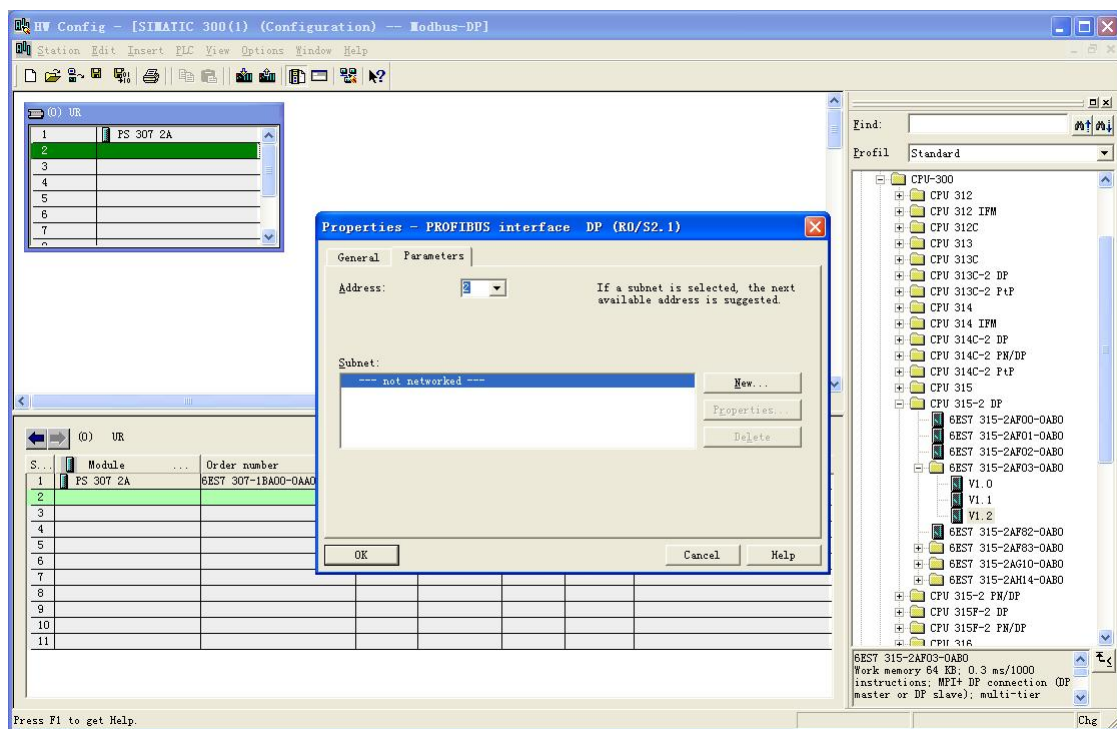 HW Config - [SIMATIC 300(1) (Configuration) -- Modbus-DP]
Station Edit Insert PLC View Options Window Help
(0) UR
1 PS 307 2A
2
3
4
5
6
7
Find:
Profil Standard
CPU-300
CPU 312
CPU 312 IFM
CPU 312C
CPU 313
CPU 313C
CPU 313C-2 DP
CPU 313C-2 PtP
CPU 314
CPU 314 IFM
CPU 314C-2 DP
CPU 314C-2 PN/DP
CPU 314C-2 PtP
CPU 315
CPU 315-2 DP
6ES7 315-2AF00-0AB0
6ES7 315-2AF01-0AB0
6ES7 315-2AF02-0AB0
6ES7 315-2AF03-0AB0
V1.0
V1.1
V1.2
6ES7 315-2AF82-0AB0
6ES7 315-2AF83-0AB0
6ES7 315-2AG10-0AB0
6ES7 315-2AH14-0AB0
CPU 315-2 PN/DP
CPU 315F-2 DP
CPU 315F-2 PN/DP
CPU 316
6ES7 315-2AF03-0AB0
Work memory 64 KB; 0.3 ms/1000
instructions; MPI+ DP connection (DP
master or DP slave); multi-tier
Properties - PROFIBUS interface DP (R0/S2.1)
General Parameters
Address: 2
If a subnet is selected, the next
available address is suggested.
Subnet:
--- not networked ---
New...
Properties...
Delete
OK Cancel Help
(0) UR
S... Module ... Order number
1 PS 307 2A 6ES7 307-1BA00-0AA0
2
3
4
5
6
7
8
9
10
11
Press F1 to get Help.
Chg